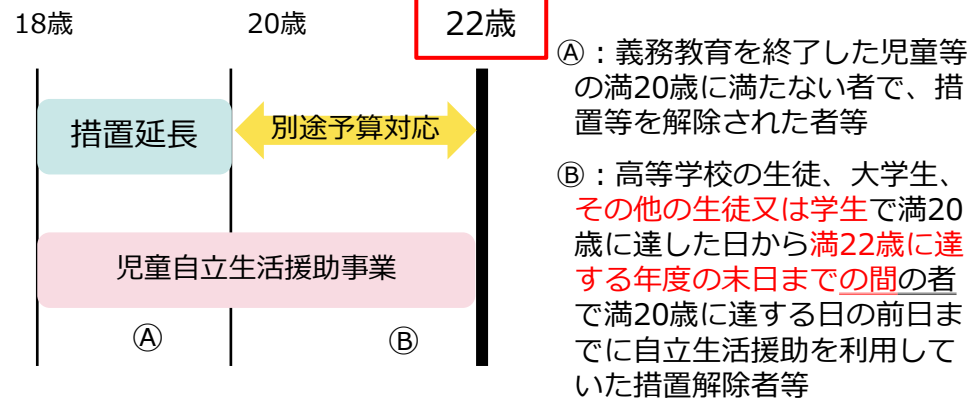 18歳
20歳
22歳
措置延長
別途予算対応
児童自立生活援助事業
Ⓐ
Ⓑ
Ⓐ：義務教育を終了した児童等
の満20歳に満たない者で、措
置等を解除された者等
Ⓑ：高等学校の生徒、大学生、
その他の生徒又は学生で満20
歳に達した日から満22歳に達
する年度の末日までの間の者
で満20歳に達する日の前日ま
でに自立生活援助を利用して
いた措置解除者等